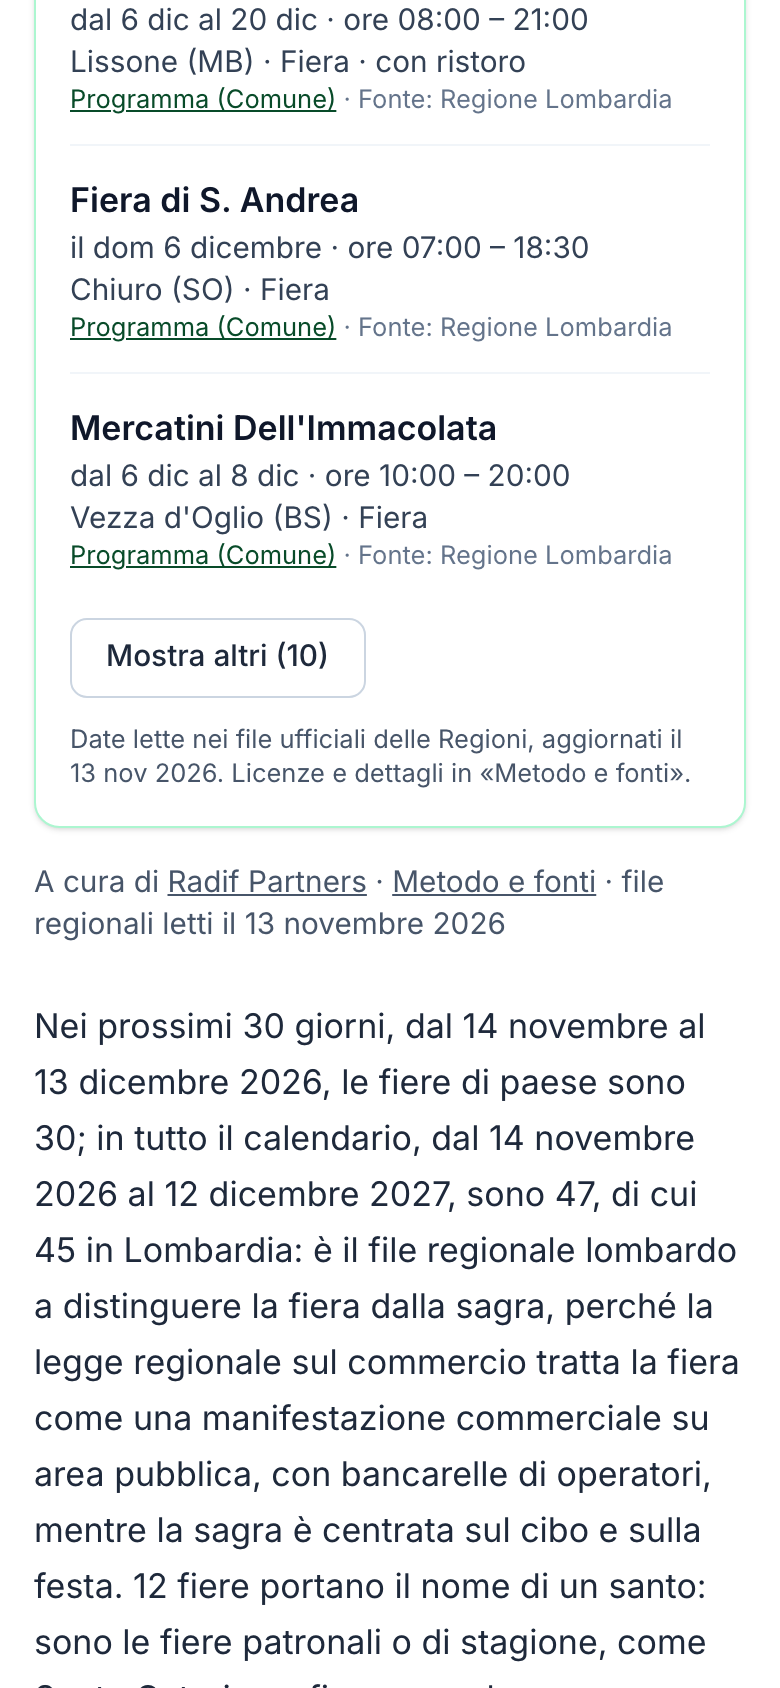 dal 6 dic al 20 dic · ore 08:00 – 21:00
Lissone (MB) · Fiera · con ristoro
Programma (Comune) · Fonte: Regione Lombardia
Fiera di S. Andrea
il dom 6 dicembre · ore 07:00 – 18:30
Chiuro (SO) · Fiera
Programma (Comune) · Fonte: Regione Lombardia
Mercatini Dell'Immacolata
dal 6 dic al 8 dic · ore 10:00 – 20:00
Vezza d'Oglio (BS) · Fiera
Programma (Comune) · Fonte: Regione Lombardia
Mostra altri (10)
Date lette nei file ufficiali delle Regioni, aggiornati il
13 nov 2026. Licenze e dettagli in «Metodo e fonti».
A cura di Radif Partners · Metodo e fonti · file
regionali letti il 13 novembre 2026
Nei prossimi 30 giorni, dal 14 novembre al
13 dicembre 2026, le fiere di paese sono
30; in tutto il calendario, dal 14 novembre
2026 al 12 dicembre 2027, sono 47, di cui
45 in Lombardia: è il file regionale lombardo
a distinguere la fiera dalla sagra, perché la
legge regionale sul commercio tratta la fiera
come una manifestazione commerciale su
area pubblica, con bancarelle di operatori,
mentre la sagra è centrata sul cibo e sulla
festa. 12 fiere portano il nome di un santo:
sono le fiere patronali o di stagione, come